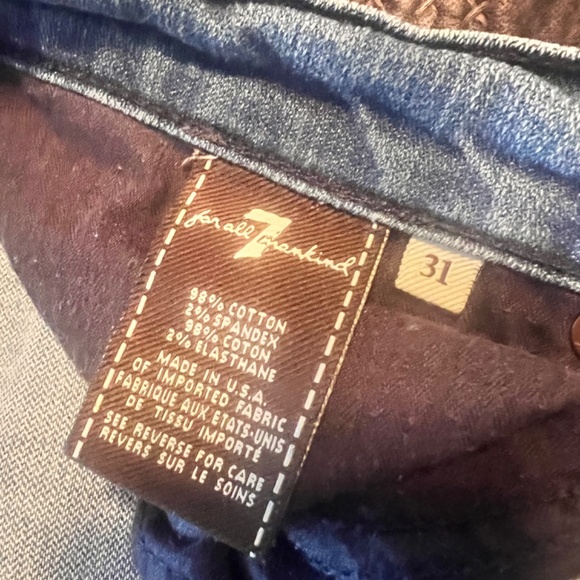 7
for all mankind
31
98% COTTON
2% SPANDEX
98% COTON
2% ELASTHANE
MADE IN U.S.A.
OF IMPORTED FABRIC
FABRIQUE AUX ETATS-UNIS
DE TISSU IMPORTÉ
SEE REVERSE FOR CARE
REVERS SUR LE SOINS